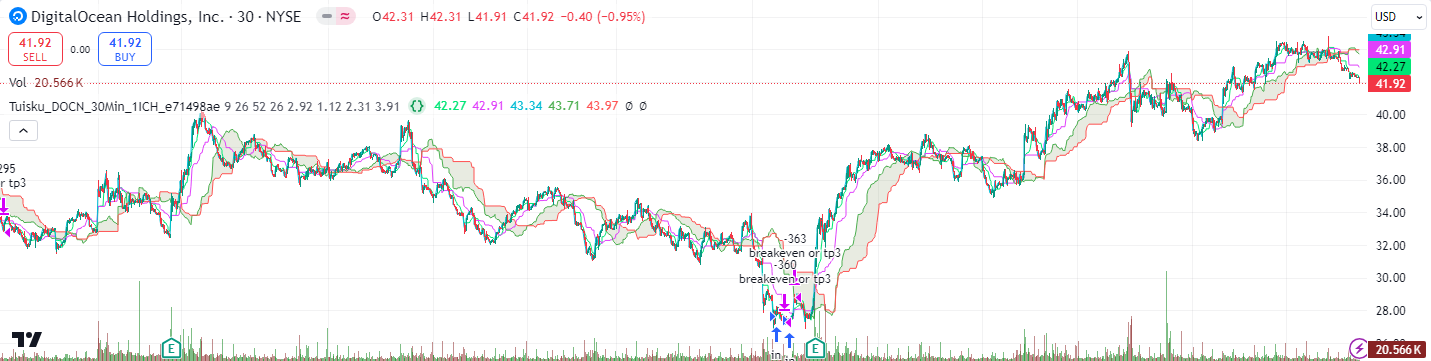 DigitalOcean Holdings, Inc. · 30 · NYSE O42.31 H42.31 L41.91 C41.92 −0.40 (−0.95%)
USD
41.92
SELL
0.00
41.92
BUY
Vol 20.566 K
Tuisku_DOCN_30Min_1ICH_e71498ae 9 26 52 26 2.92 1.12 2.31 3.91 {} 42.27 42.91 43.34 43.71 43.97 Ø Ø
43.34
42.91
42.27
41.92
40.00
38.00
36.00
34.00
32.00
30.00
28.00
20.566 K
295
or tp3
-363
breakeven or tp3
-360
breakeven or tp3
in
E
E